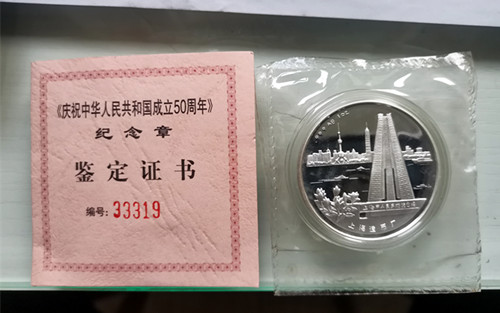 《庆祝中华人民共和国成立50周年》
纪念章
鉴定证书
编号:33319
上海造币厂